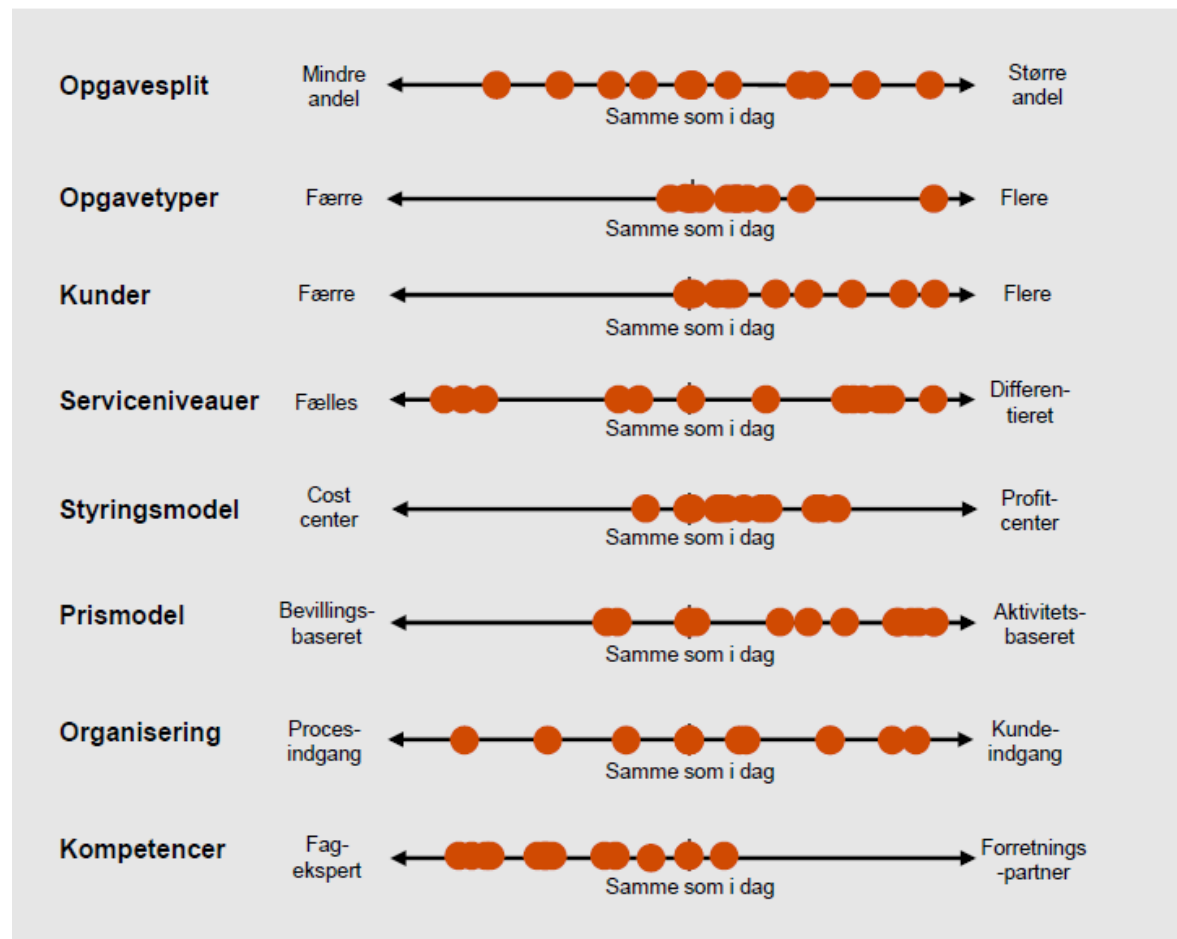 Opgavesplit
Mindre
andel
Større
andel
Samme som i dag
Opgavetyper
Færre
Flere
Samme som i dag
Kunder
Færre
Flere
Samme som i dag
Serviceniveauer
Fælles
Differen-
tieret
Samme som i dag
Styringsmodel
Cost
center
Profit-
center
Samme som i dag
Prismodel
Bevillings-
baseret
Aktivitets-
baseret
Samme som i dag
Organisering
Proces-
indgang
Kunde-
indgang
Samme som i dag
Kompetencer
Fag-
ekspert
Forretnings
-partner
Samme som i dag